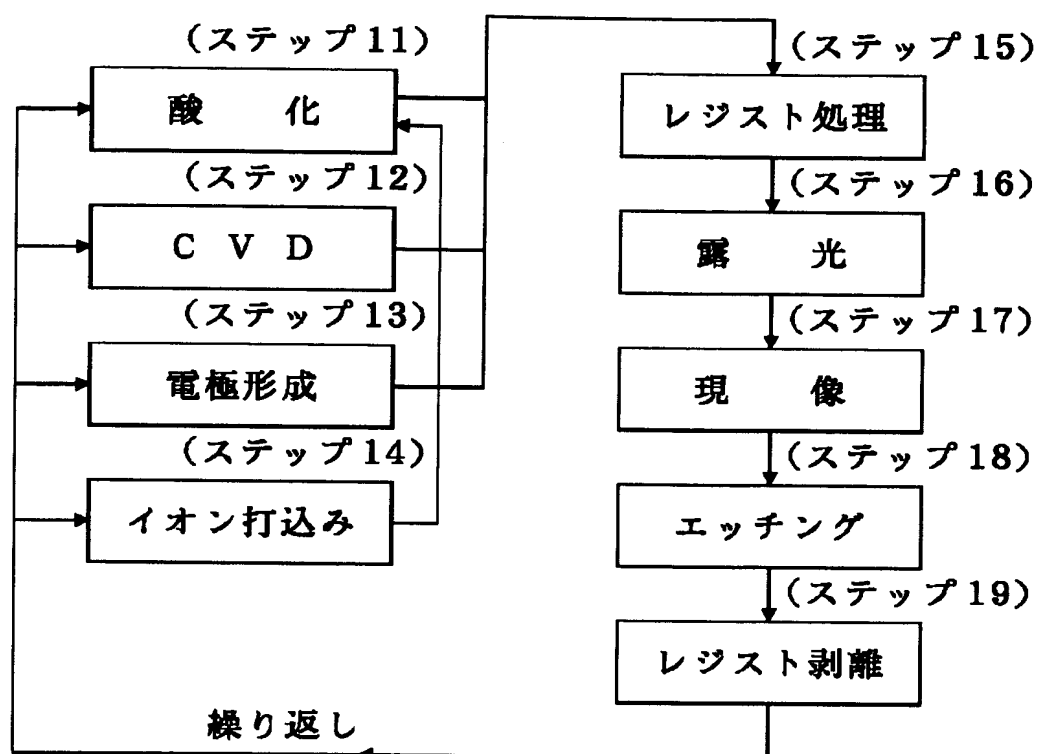 (ステップ11)
酸化
(ステップ12)
CVD
(ステップ13)
電極形成
(ステップ14)
イオン打込み
(ステップ15)
レジスト処理
(ステップ16)
露光
(ステップ17)
現像
(ステップ18)
エッチング
(ステップ19)
レジスト剥離
繰り返し